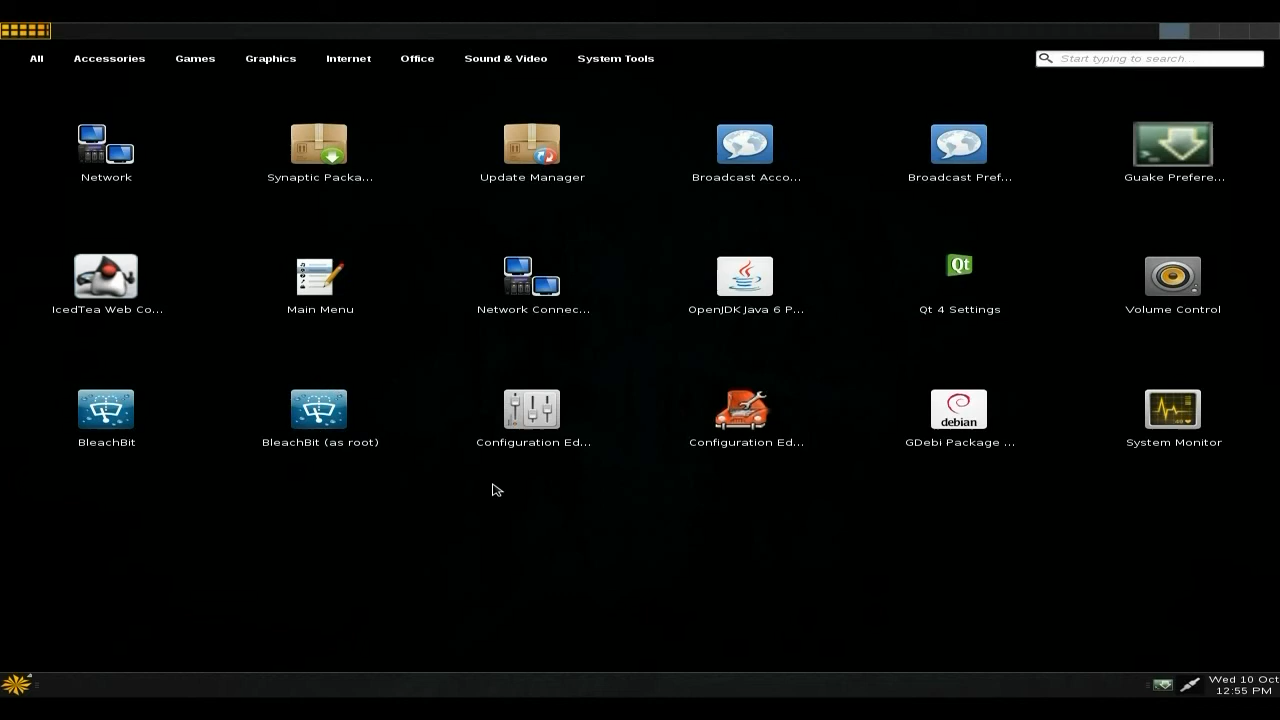 All Accessories Games Graphics Internet Office Sound & Video System Tools Start typing to search...
Network Synaptic Packa... Update Manager Broadcast Acco... Broadcast Pref... Guake Prefere...
Qt
IcedTea Web Co... Main Menu Network Connec... OpenJDK Java 6 P... Qt 4 Settings Volume Control
debian
BleachBit BleachBit (as root) Configuration Ed... Configuration Ed... GDebi Package ... System Monitor
Wed 10 Oct
12:55 PM